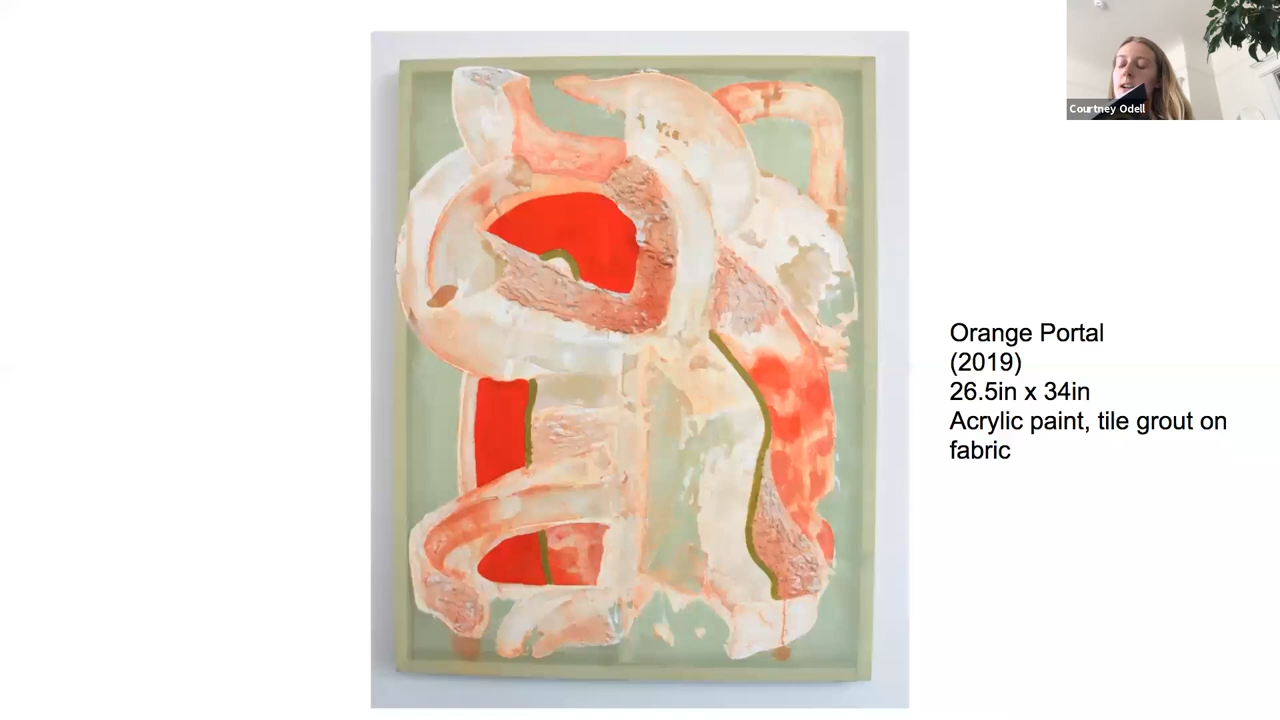 Courtney Odell
Orange Portal
(2019)
26.5in x 34in
Acrylic paint, tile grout on
fabric